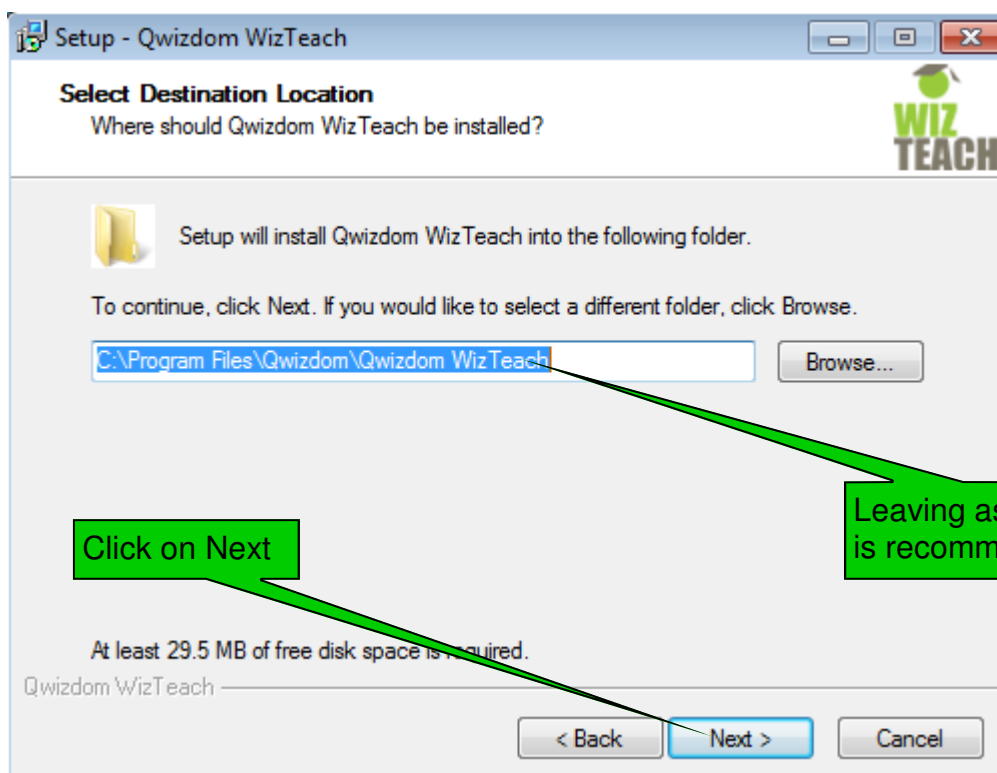 Setup - Qwizdom WizTeach
Select Destination Location
Where should Qwizdom WizTeach be installed?
WIZ
TEACH
Setup will install Qwizdom WizTeach into the following folder.
To continue, click Next. If you would like to select a different folder, click Browse.
C:\Program Files\Qwizdom\Qwizdom WizTeach
Browse...
Leaving as
is recomm
Click on Next
At least 29.5 MB of free disk space is required.
Qwizdom WizTeach
< Back
Next >
Cancel